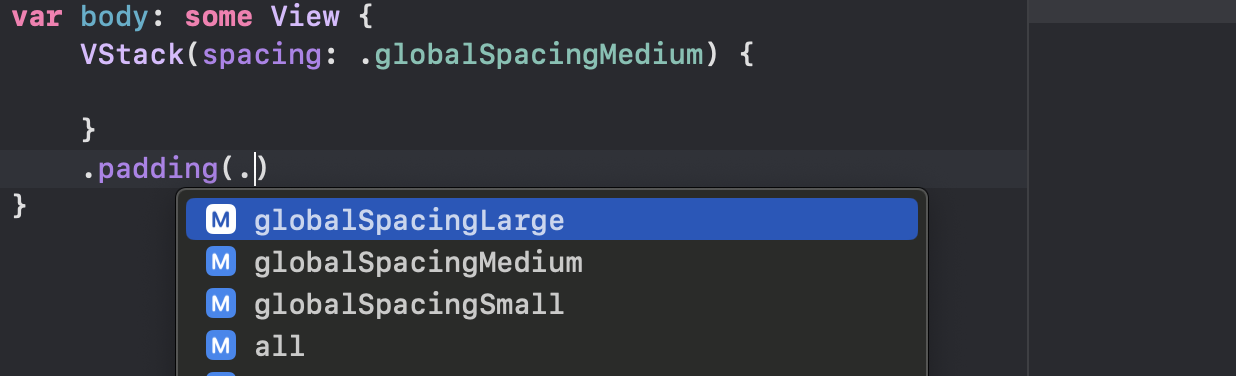 var body: some View {
VStack(spacing: .globalSpacingMedium) {
}
.padding(.)
}
M globalSpacingLarge
M globalSpacingMedium
M globalSpacingSmall
M all